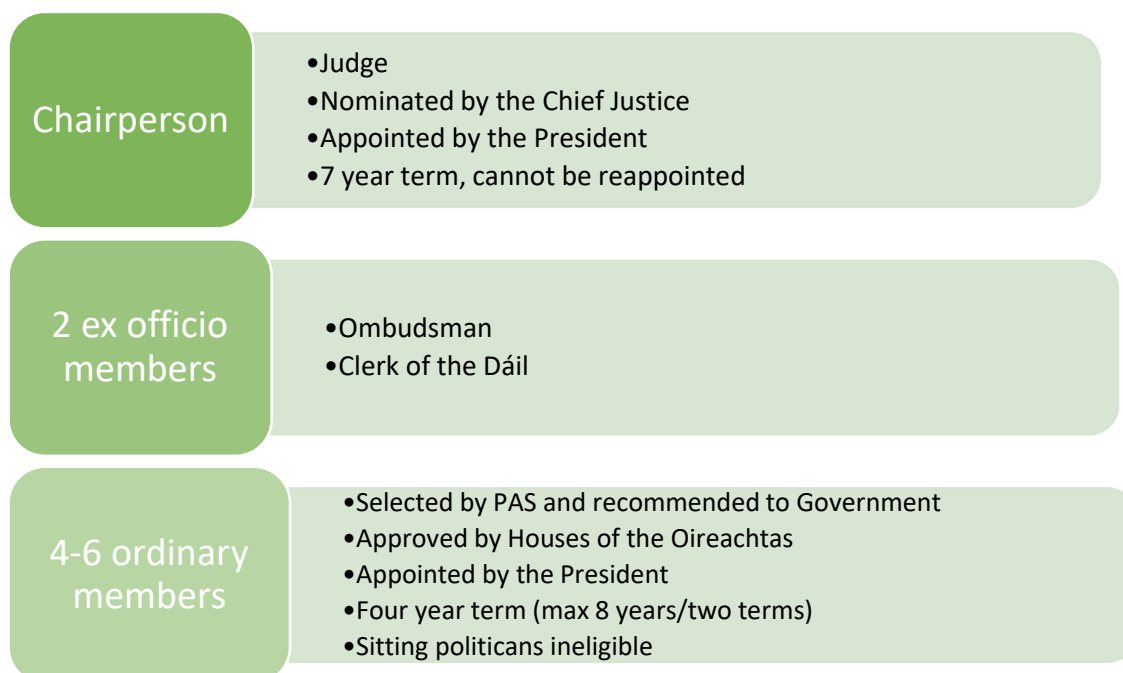 Chairperson
•Judge
•Nominated by the Chief Justice
•Appointed by the President
•7 year term, cannot be reappointed
2 ex officio
members
•Ombudsman
•Clerk of the Dáil
4-6 ordinary
members
•Selected by PAS and recommended to Government
•Approved by Houses of the Oireachtas
•Appointed by the President
•Four year term (max 8 years/two terms)
•Sitting politicans ineligible